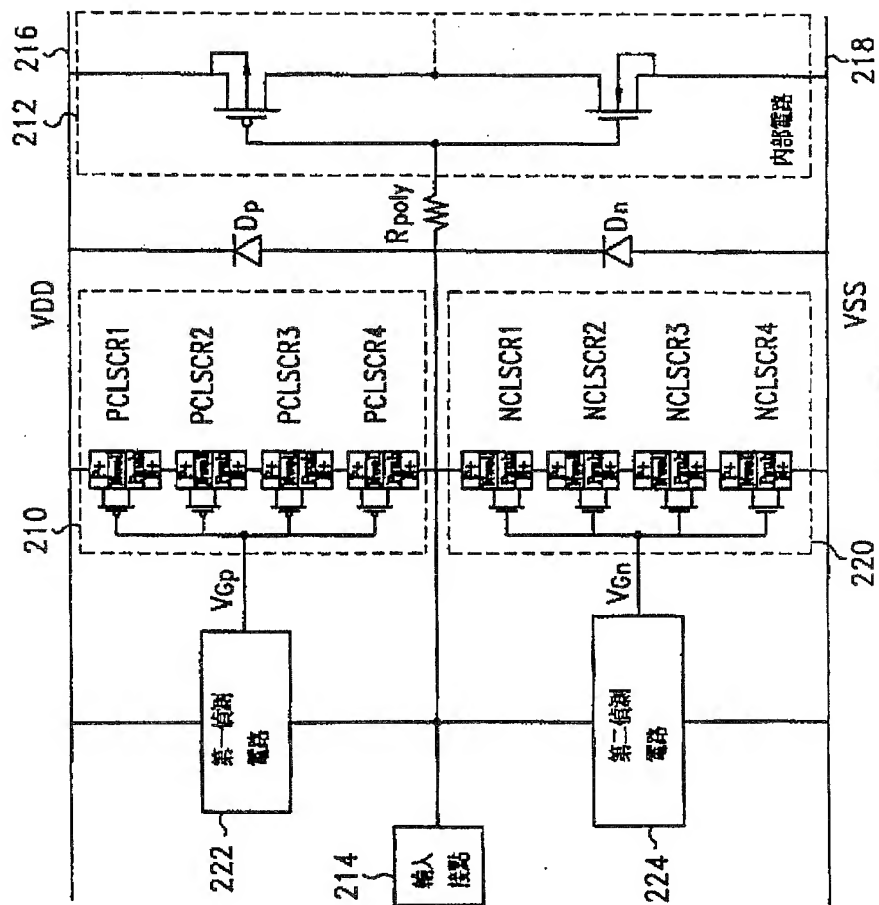 212
216
VDD
210
PCLSCR1
PCLSCR2
PCLSCR3
PCLSCR4
VGp
第一偵測
電路
222
Dp
Rpoly
214
輸入
接點
Dn
NCLSCR1
NCLSCR2
NCLSCR3
NCLSCR4
VGn
第二偵測
電路
224
220
內部電路
VSS
218